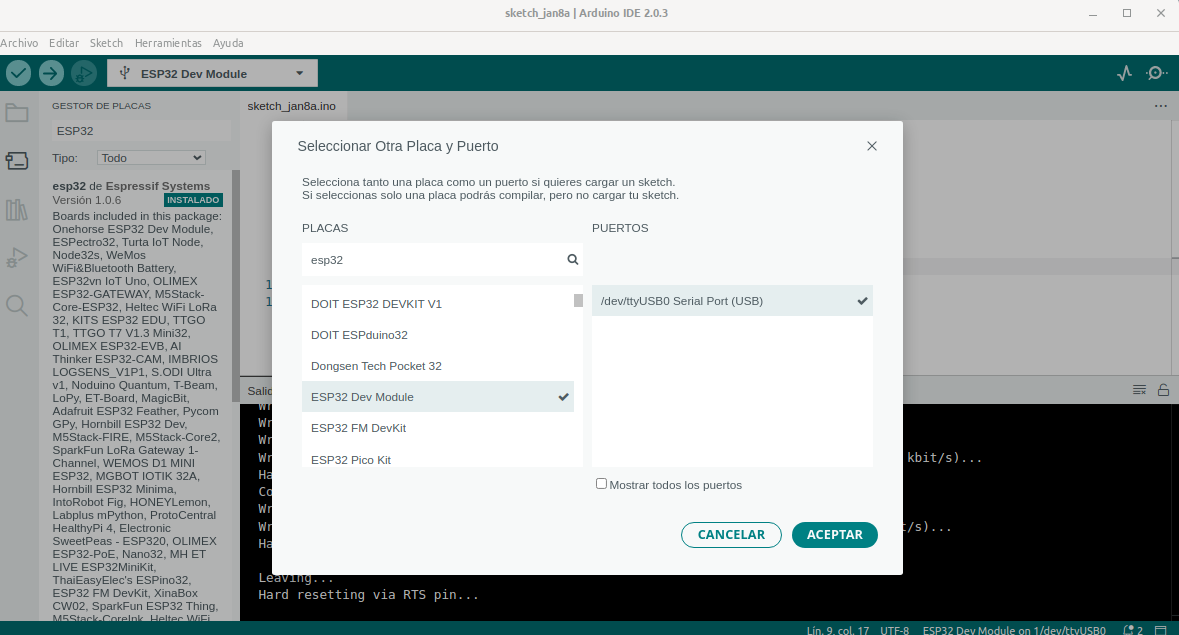 sketch_jan8a | Arduino IDE 2.0.3
Archivo Editar Sketch Herramientas Ayuda
ESP32 Dev Module
GESTOR DE PLACAS
ESP32
Tipo: Todo
esp32 de Espressif Systems
Versión 1.0.6 INSTALADO
Boards included in this package:
Onehorse ESP32 Dev Module,
ESPectro32, Turta IoT Node,
Node32s, WeMos
WiFi&Bluetooth Battery,
ESP32vn IoT Uno, OLIMEX
ESP32-GATEWAY, M5Stack-
Core-ESP32, Heltec WiFi LoRa
32, KITS ESP32 EDU, TTGO
T1, TTGO T7 V1.3 Mini32,
OLIMEX ESP32-EVB, AI
Thinker ESP32-CAM, IMBRIOS
LOGSENS_V1P1, S.ODI Ultra
v1, Noduino Quantum, T-Beam,
LoPy, ET-Board, MagicBit,
Adafruit ESP32 Feather, Pycom
GPy, Hornbill ESP32 Dev,
M5Stack-FIRE, M5Stack-Core2,
SparkFun LoRa Gateway 1-
Channel, WEMOS D1 MINI
ESP32, MGBOT IOTIK 32A,
Hornbill ESP32 Minima,
IntoRobot Fig, HONEYLemon,
Labplus mPython, ProtoCentral
HealthyPi 4, Electronic
SweetPeas - ESP320, OLIMEX
ESP32-PoE, Nano32, MH ET
LIVE ESP32MiniKit,
ThaiEasyElec's ESPino32,
ESP32 FM DevKit, XinaBox
CW02, SparkFun ESP32 Thing,
M5Stack-CoreInk, Heltec WiFi
sketch_jan8a.ino
1
1
Seleccionar Otra Placa y Puerto
Selecciona tanto una placa como un puerto si quieres cargar un sketch.
Si seleccionas solo una placa podrás compilar, pero no cargar tu sketch.
PLACAS
esp32
DOIT ESP32 DEVKIT V1
DOIT ESPduino32
Dongsen Tech Pocket 32
ESP32 Dev Module
ESP32 FM DevKit
ESP32 Pico Kit
PUERTOS
/dev/ttyUSB0 Serial Port (USB)
Mostrar todos los puertos
CANCELAR ACEPTAR
Salid
Wr
Wr
Wr
Wr kbit/s)...
Ha
Co
Wr
Wr t/s)...
Ha
Leaving...
Hard resetting via RTS pin...
Lín. 9, col. 17 UTF-8 ESP32 Dev Module on 1/dev/ttyUSB0 2